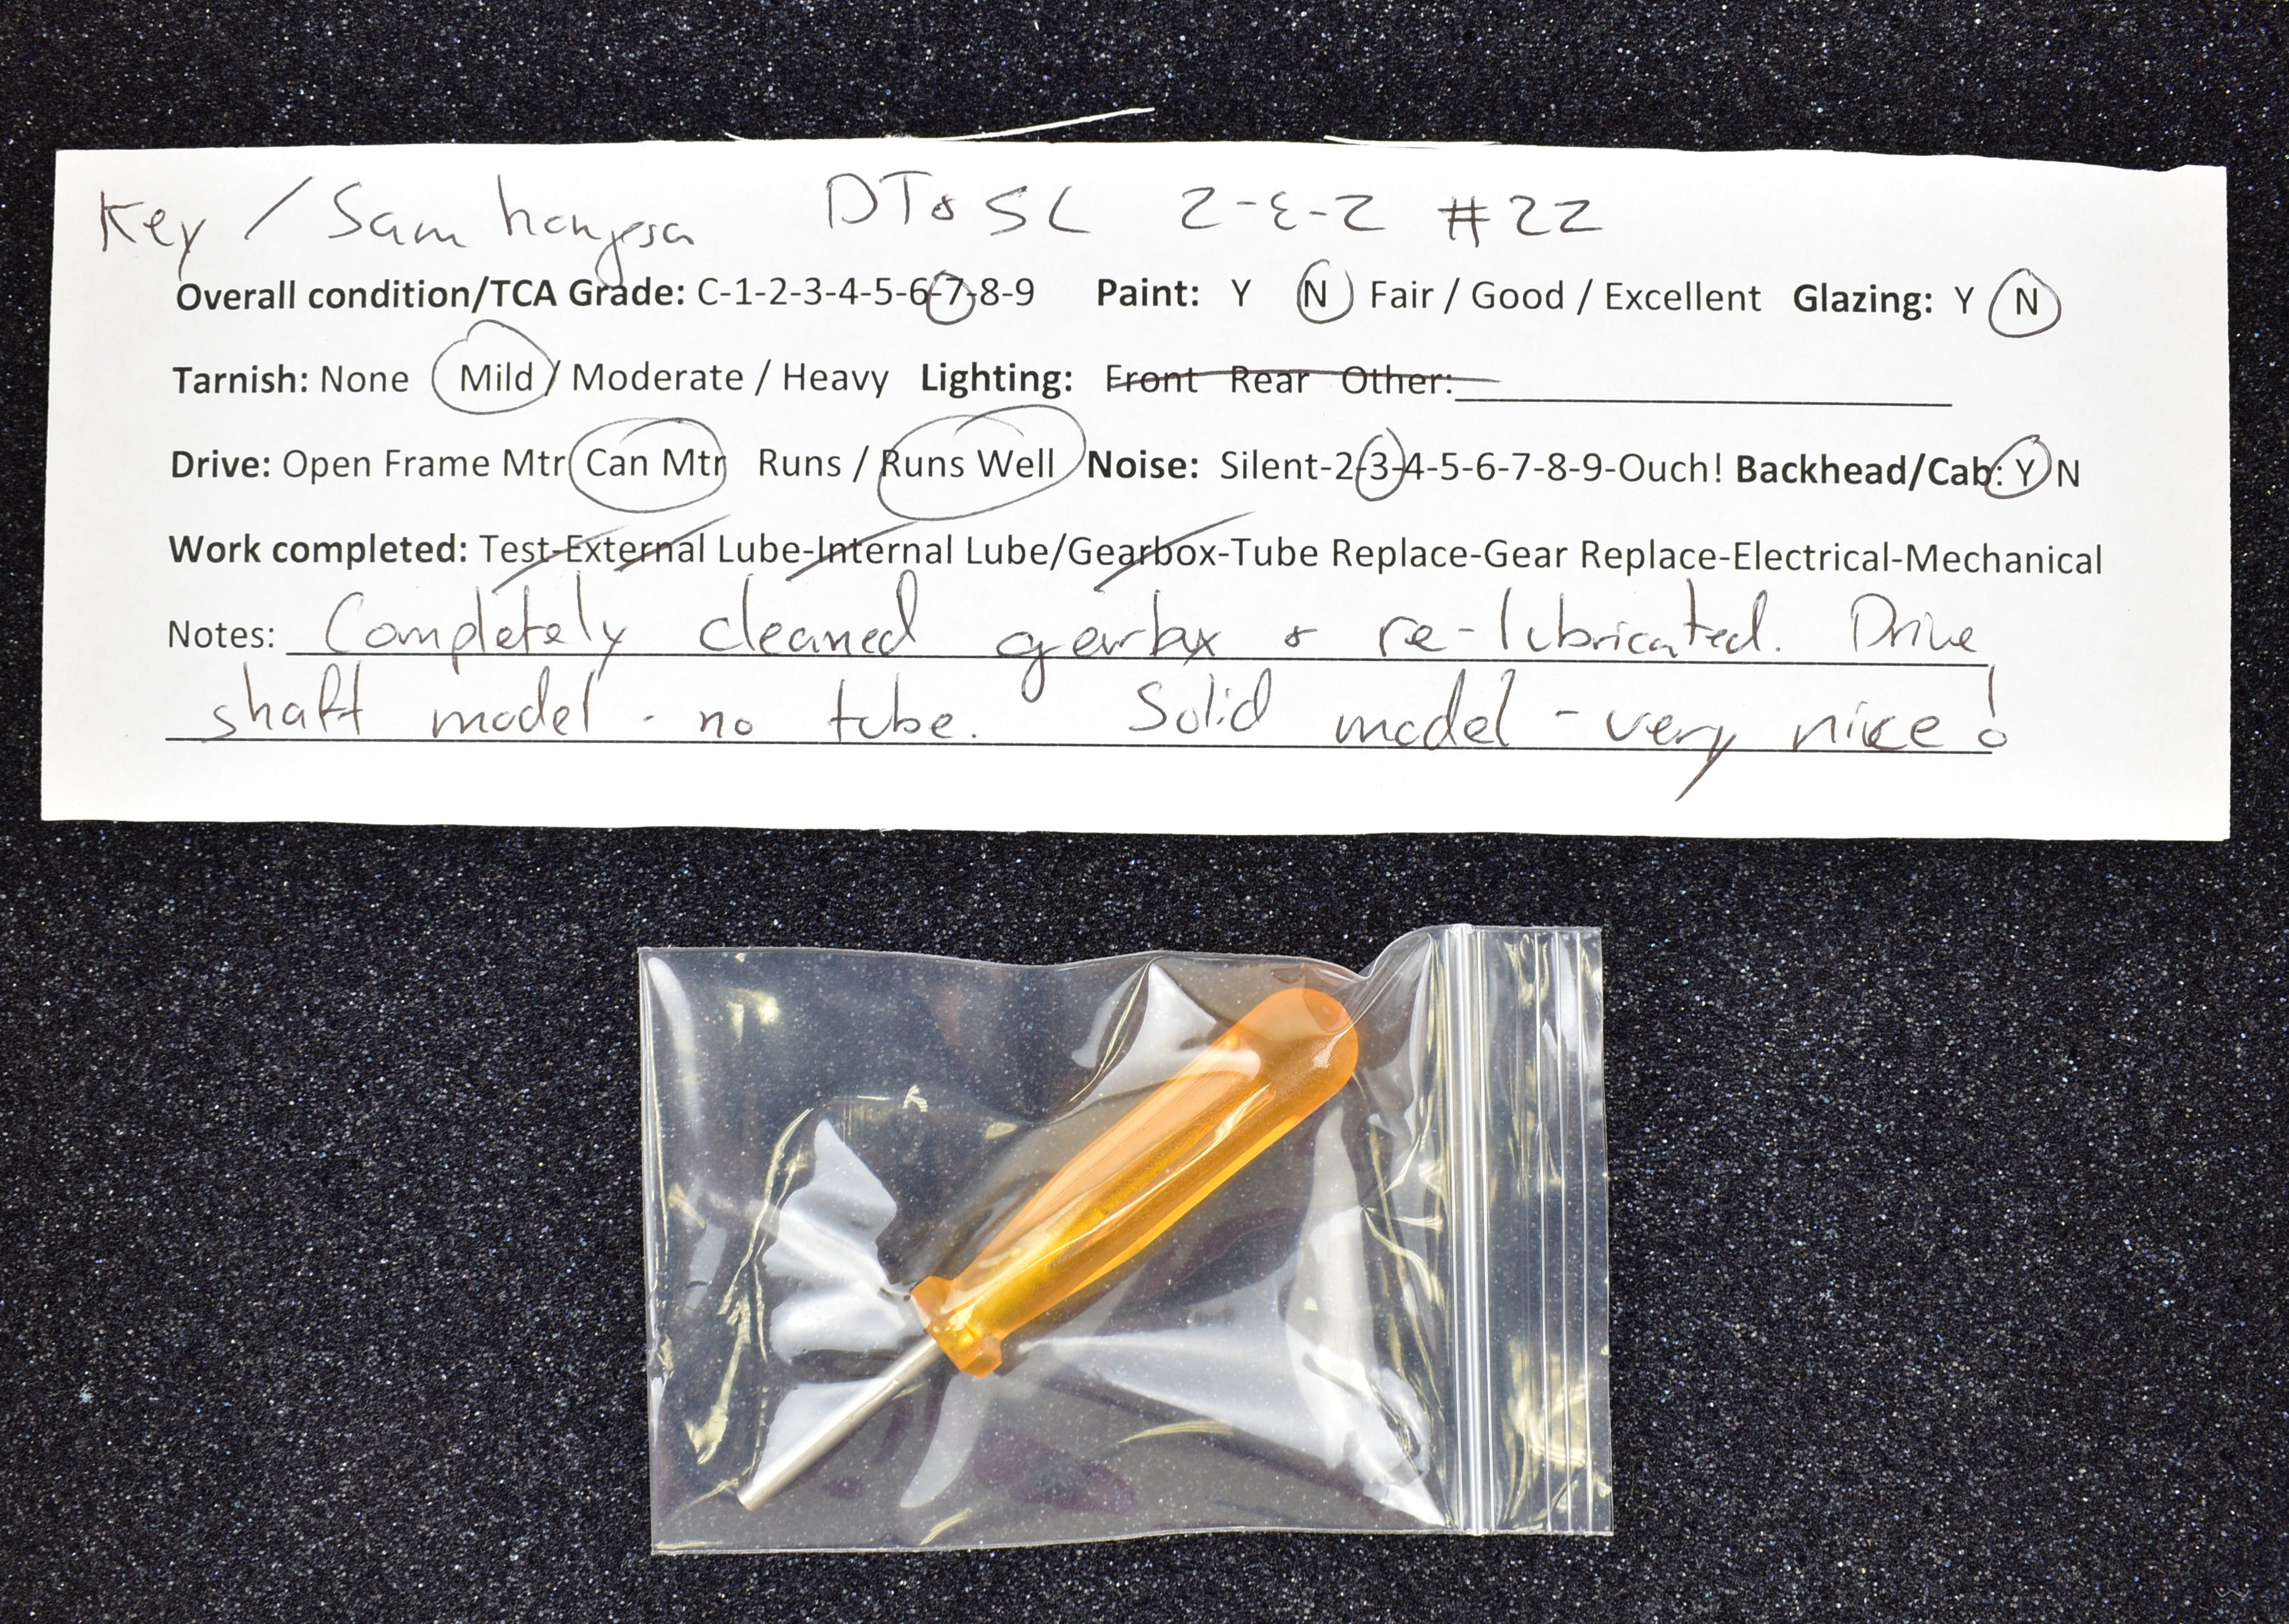 Key / Samhongsa DT&SL 2-8-2 #22
Overall condition/TCA Grade: C-1-2-3-4-5-6-7-8-9 Paint: Y N Fair / Good / Excellent Glazing: Y N
Tarnish: None Mild / Moderate / Heavy Lighting: Front Rear Other:
Drive: Open Frame Mtr Can Mtr Runs / Runs Well Noise: Silent-2-3-4-5-6-7-8-9-Ouch! Backhead/Cab: Y N
Work completed: Test-External Lube-Internal Lube/Gearbox-Tube Replace-Gear Replace-Electrical-Mechanical
Notes: Completely cleaned gearbox & re-lubricated. Drive
shaft model - no tube. Solid model - very nice!